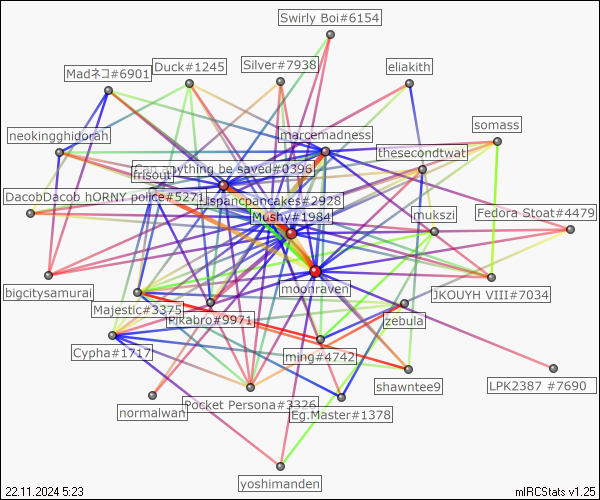 Swirly Boi#6154
Duck#1245
Silver#7938
eliakith
Madネコ#6901
somass
neokingghidorah
marcemadness
thesecondtwat
Can anything be saved#0396
frisout
DacobDacob hORNY police#5271
Lispancpancakes#2928
Mushy#1984
mukszi
Fedora Stoat#4479
bigcitysamurai
moonraven
JKOUYH VIII#7034
Majestic#3375
Pikabro#9971
zebula
Cypha#1717
ming#4742
shawntee9
LPK2387 #7690
normalwan
Pocket Persona#3326
Eg.Master#1378
yoshimanden
22.11.2024 5:23
mIRCStats v1.25